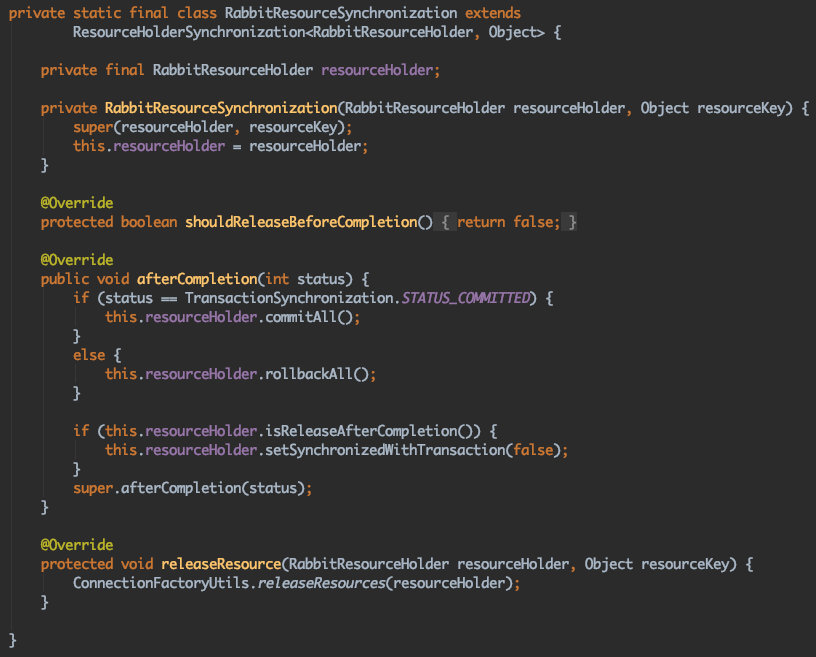 private static final class RabbitResourceSynchronization extends
        ResourceHolderSynchronization<RabbitResourceHolder, Object> {

    private final RabbitResourceHolder resourceHolder;

    private RabbitResourceSynchronization(RabbitResourceHolder resourceHolder, Object resourceKey) {
        super(resourceHolder, resourceKey);
        this.resourceHolder = resourceHolder;
    }

    @Override
    protected boolean shouldReleaseBeforeCompletion() { return false; }

    @Override
    public void afterCompletion(int status) {
        if (status == TransactionSynchronization.STATUS_COMMITTED) {
            this.resourceHolder.commitAll();
        }
        else {
            this.resourceHolder.rollbackAll();
        }

        if (this.resourceHolder.isReleaseAfterCompletion()) {
            this.resourceHolder.setSynchronizedWithTransaction(false);
        }
        super.afterCompletion(status);
    }

    @Override
    protected void releaseResource(RabbitResourceHolder resourceHolder, Object resourceKey) {
        ConnectionFactoryUtils.releaseResources(resourceHolder);
    }

}